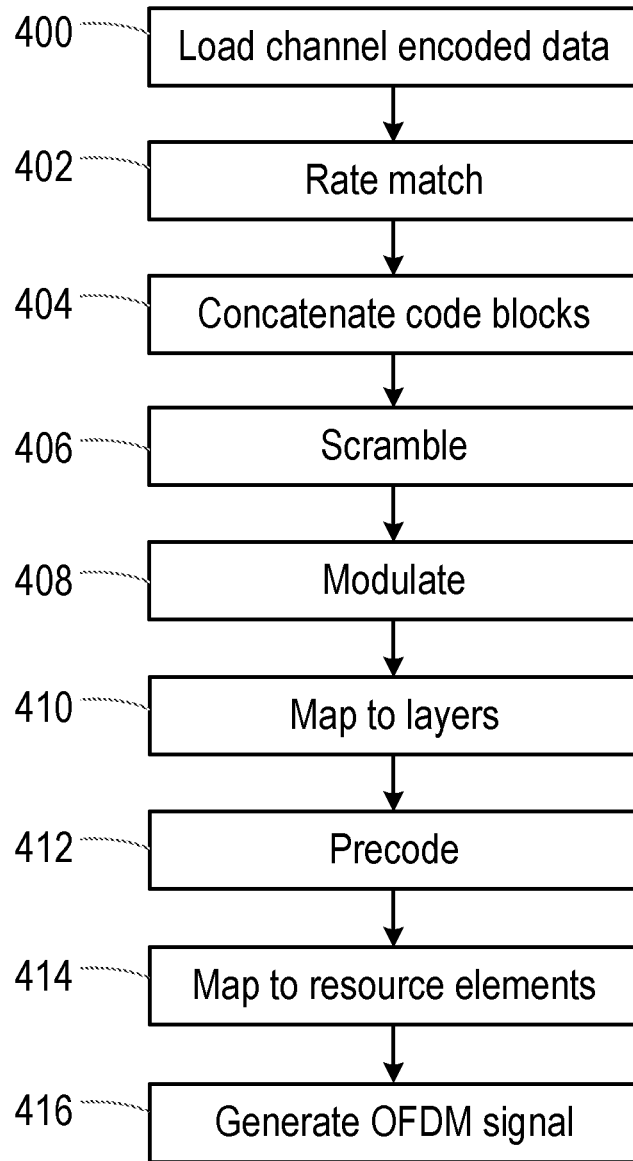 400 Load channel encoded data
402 Rate match
404 Concatenate code blocks
406 Scramble
408 Modulate
410 Map to layers
412 Precode
414 Map to resource elements
416 Generate OFDM signal